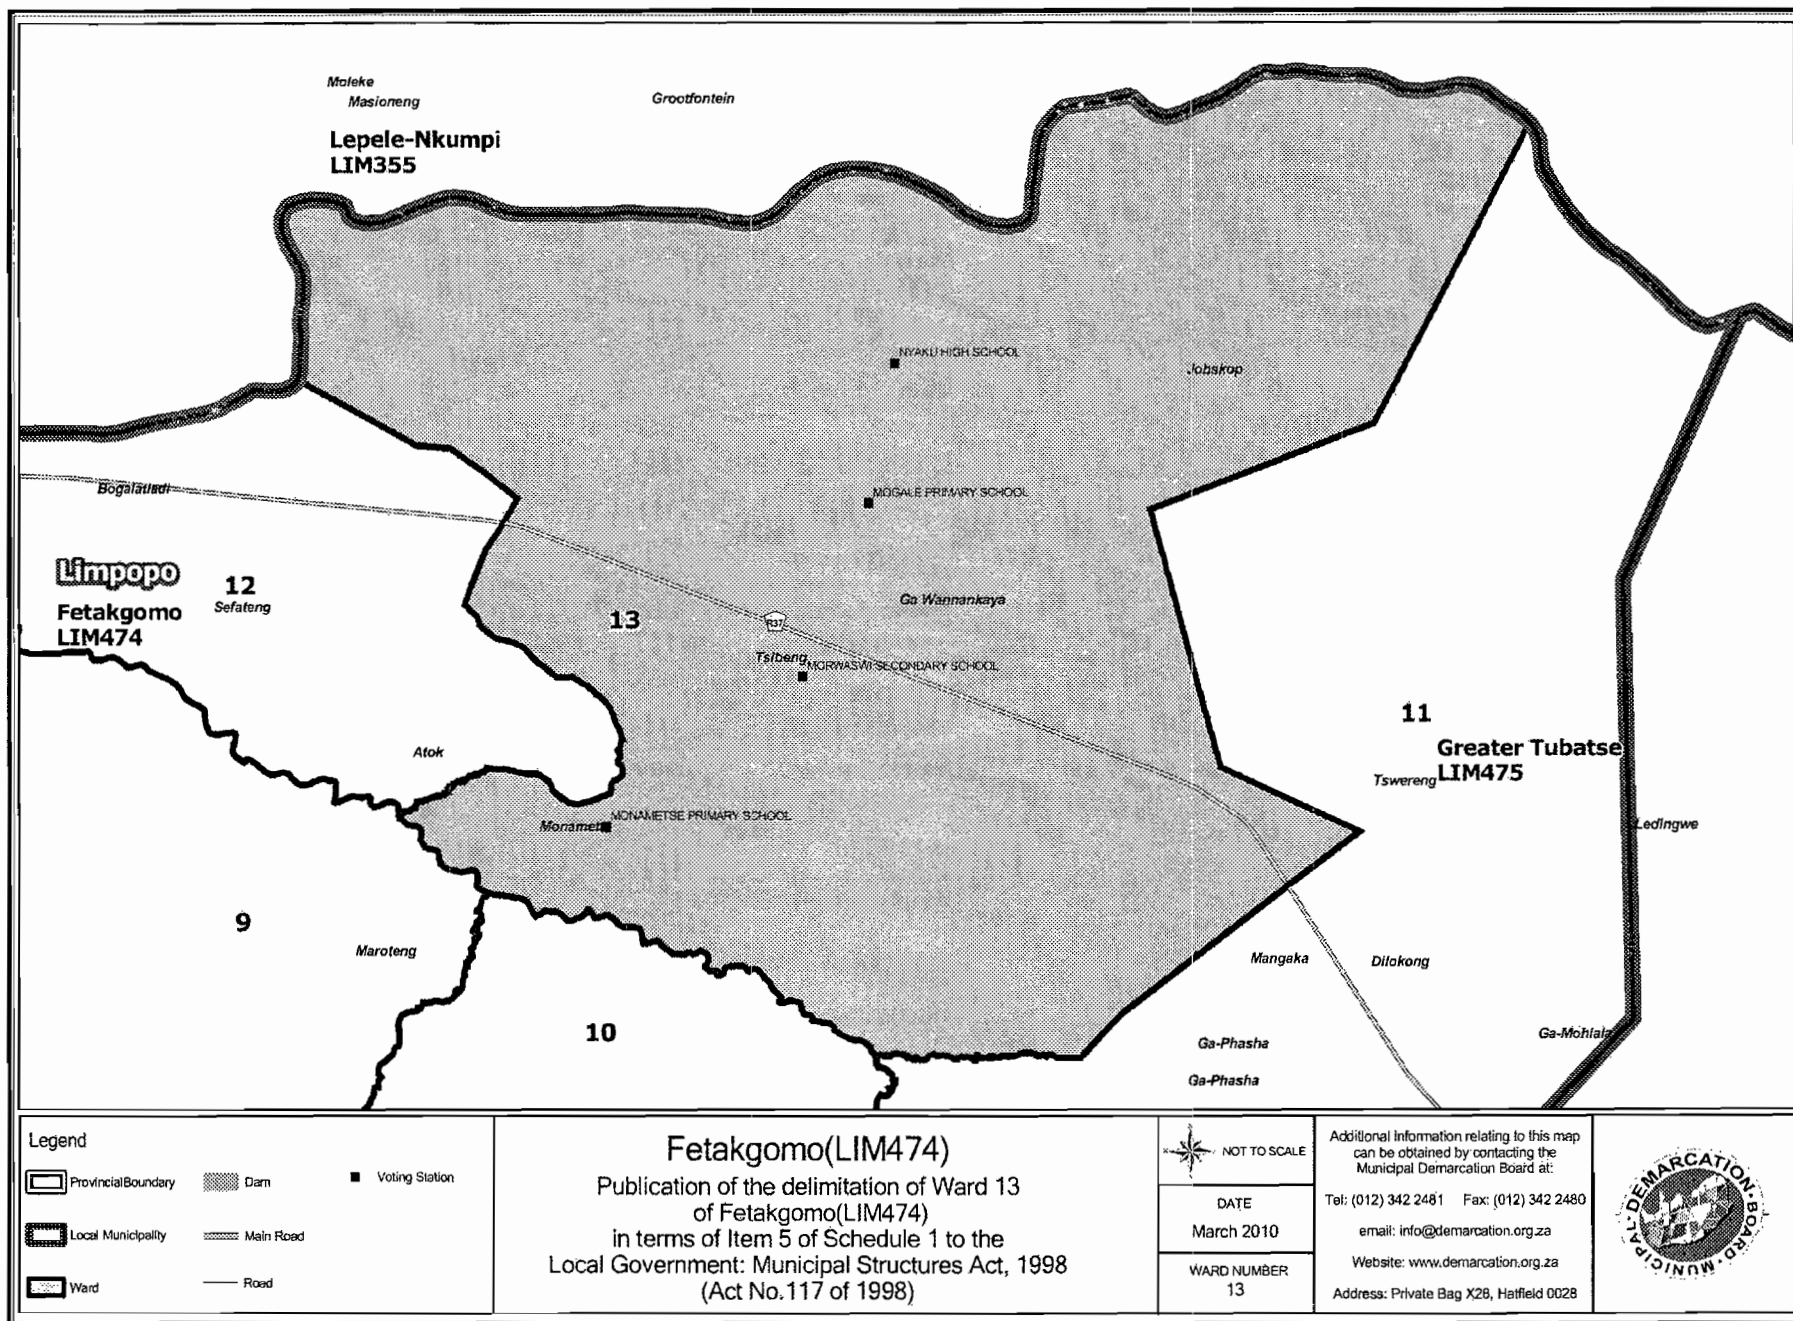 Moleke
Masioneng
Grootfontein
Lepele-Nkumpi
LIM355
NYAKU HIGH SCHOOL
Jobskop
Bogalatladi
MOGALE PRIMARY SCHOOL
Limpopo
12
Sefateng
Fetakgomo
LIM474
13
R37
Ga Wannankaya
Tsibeng
MORWASWI SECONDARY SCHOOL
11
Greater Tubatse
LIM475
Tswereng
Atok
MONAMETSE PRIMARY SCHOOL
Monamet
Ledingwe
9
Maroteng
Mangaka
Dilokong
10
Ga-Mohlala
Ga-Phasha
Ga-Phasha
Legend
ProvincialBoundary
Dam
Voting Station
Local Municipality
Main Road
Ward
Road
Fetakgomo(LIM474)
Publication of the delimitation of Ward 13
of Fetakgomo(LIM474)
in terms of Item 5 of Schedule 1 to the
Local Government: Municipal Structures Act, 1998
(Act No.117 of 1998)
NOT TO SCALE
DATE
March 2010
WARD NUMBER
13
Additional Information relating to this map
can be obtained by contacting the
Municipal Demarcation Board at:
Tel: (012) 342 2481 Fax: (012) 342 2480
email: info@demarcation.org.za
Website: www.demarcation.org.za
Address: Private Bag X28, Hatfield 0028
MUNICIPAL DEMARCATION BOARD